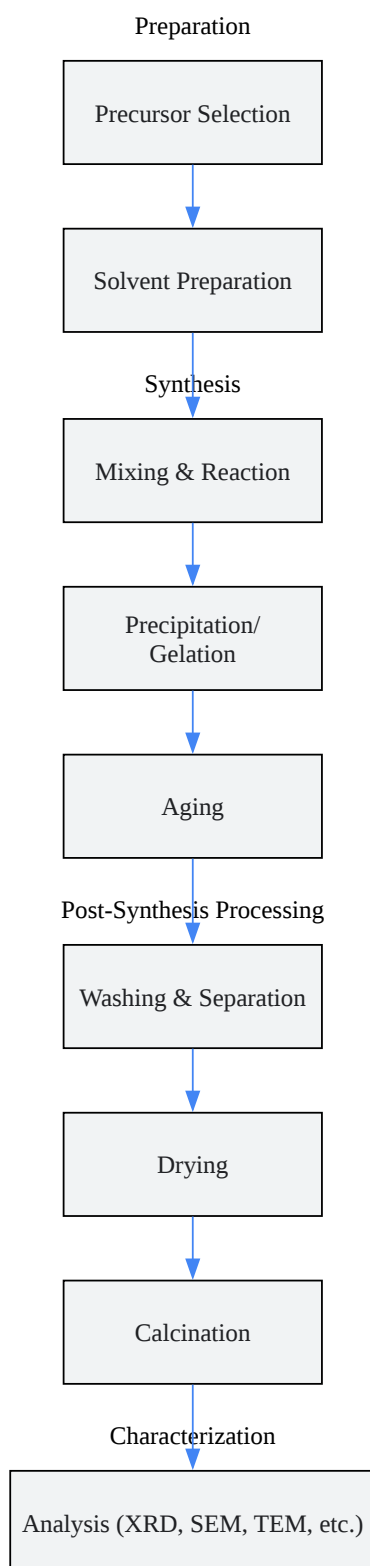 Preparation
Precursor Selection
Solvent Preparation
Synthesis
Mixing & Reaction
Precipitation/
Gelation
Aging
Post-Synthesis Processing
Washing & Separation
Drying
Calcination
Characterization
Analysis (XRD, SEM, TEM, etc.)